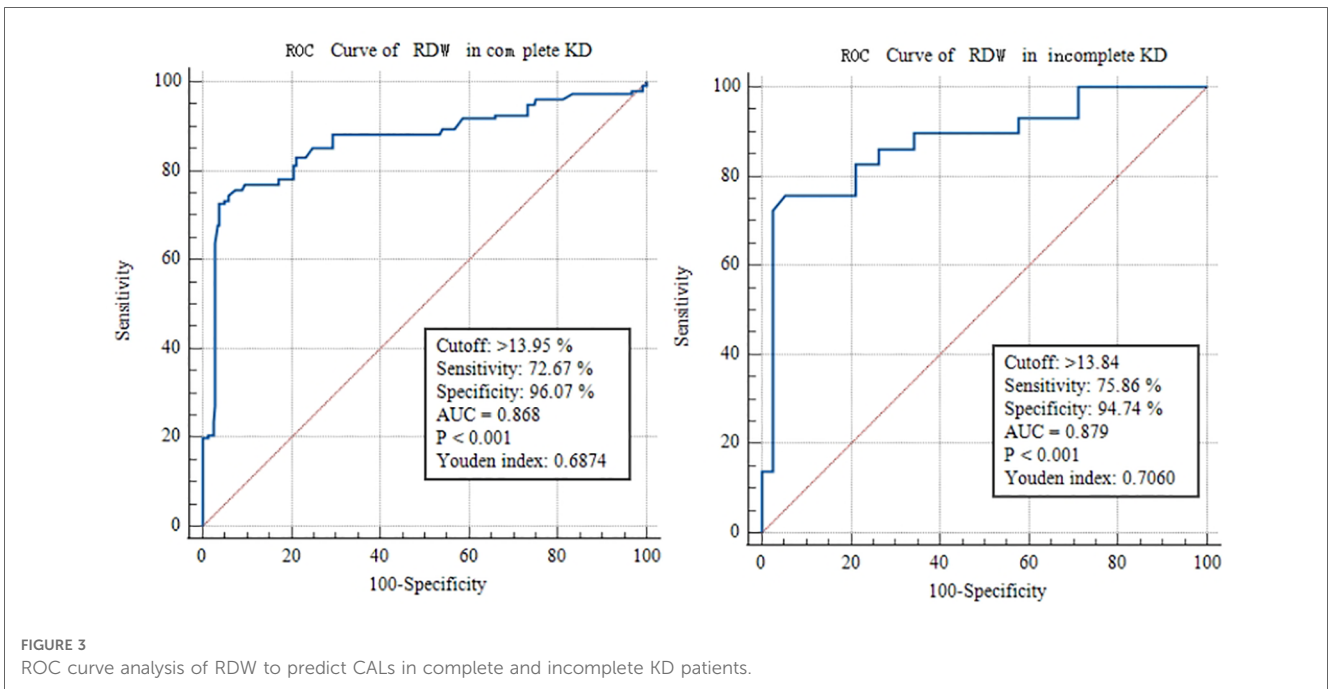 ROC Curve of RDW in com plete KD
100
80
60
40
20
0
Sensitivity
Cutoff: >13.95 %
Sensitivity: 72.67 %
Specificity: 96.07 %
AUC = 0.868
P < 0.001
Youden index: 0.6874
0 20 40 60 80 100
100-Specificity
ROC Curve of RDW in incomplete KD
100
80
60
40
20
0
Sensitivity
Cutoff: >13.84
Sensitivity: 75.86 %
Specificity: 94.74 %
AUC = 0.879
P < 0.001
Youden index: 0.7060
0 20 40 60 80 100
100-Specificity
FIGURE 3
ROC curve analysis of RDW to predict CALs in complete and incomplete KD patients.